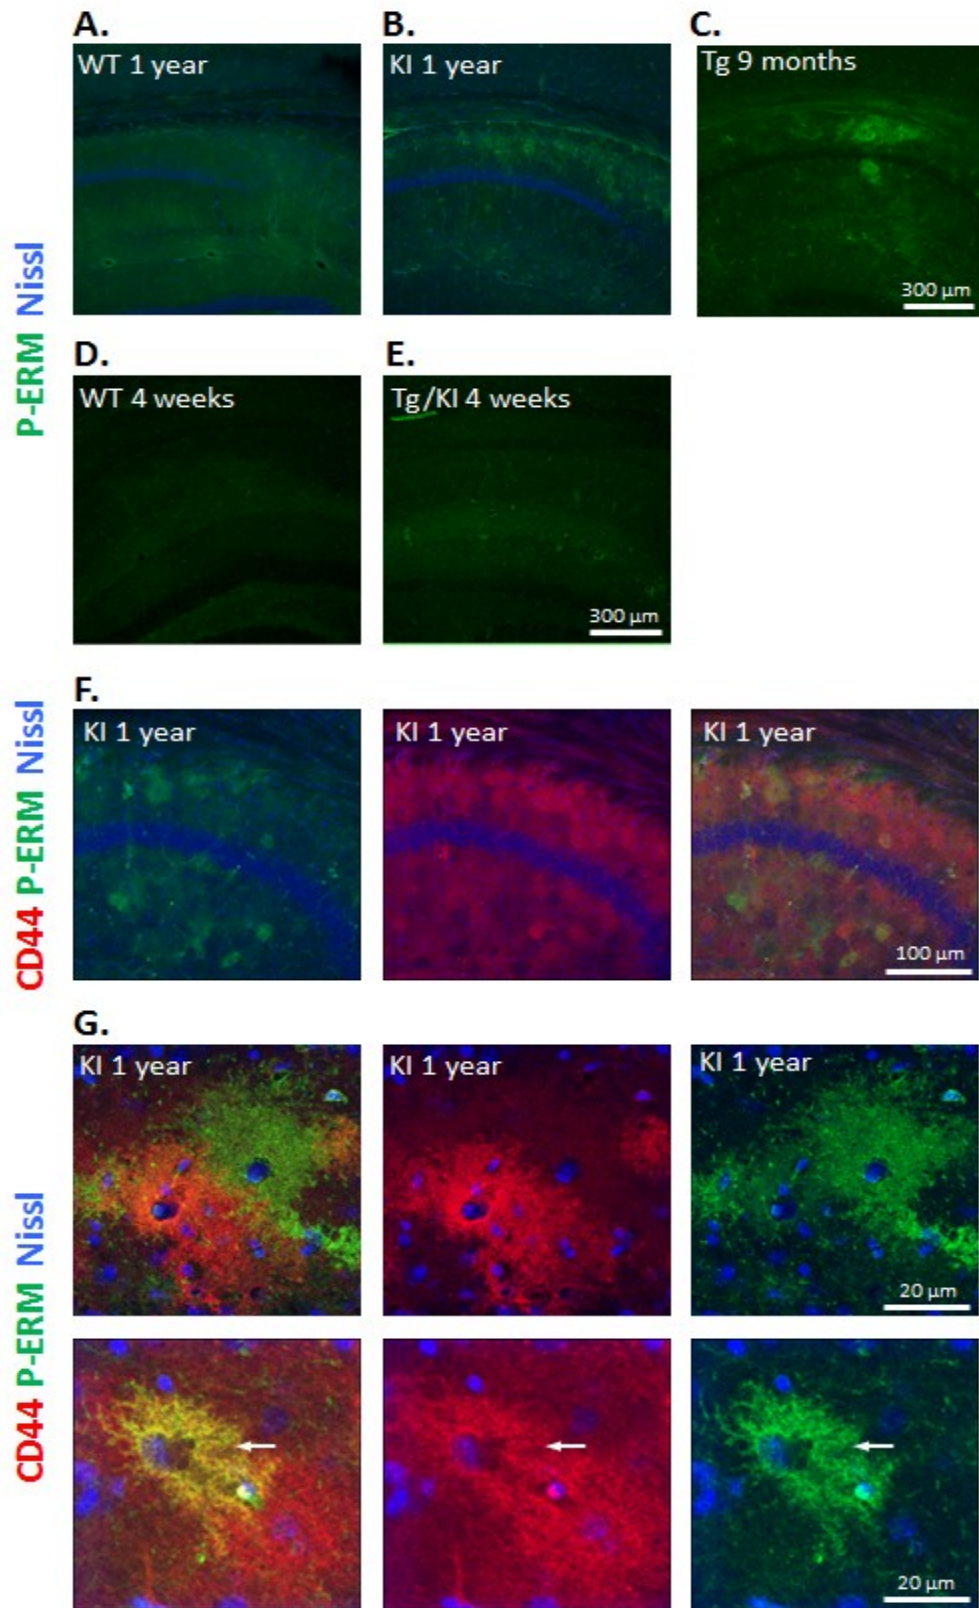 A.
B.
C.
WT 1 year
KI 1 year
Tg 9 months
300 µm
P-ERM Nissl
D.
E.
WT 4 weeks
Tg/KI 4 weeks
300 µm
F.
CD44 P-ERM Nissl
KI 1 year
KI 1 year
KI 1 year
100 µm
G.
CD44 P-ERM Nissl
KI 1 year
KI 1 year
KI 1 year
20 µm
20 µm